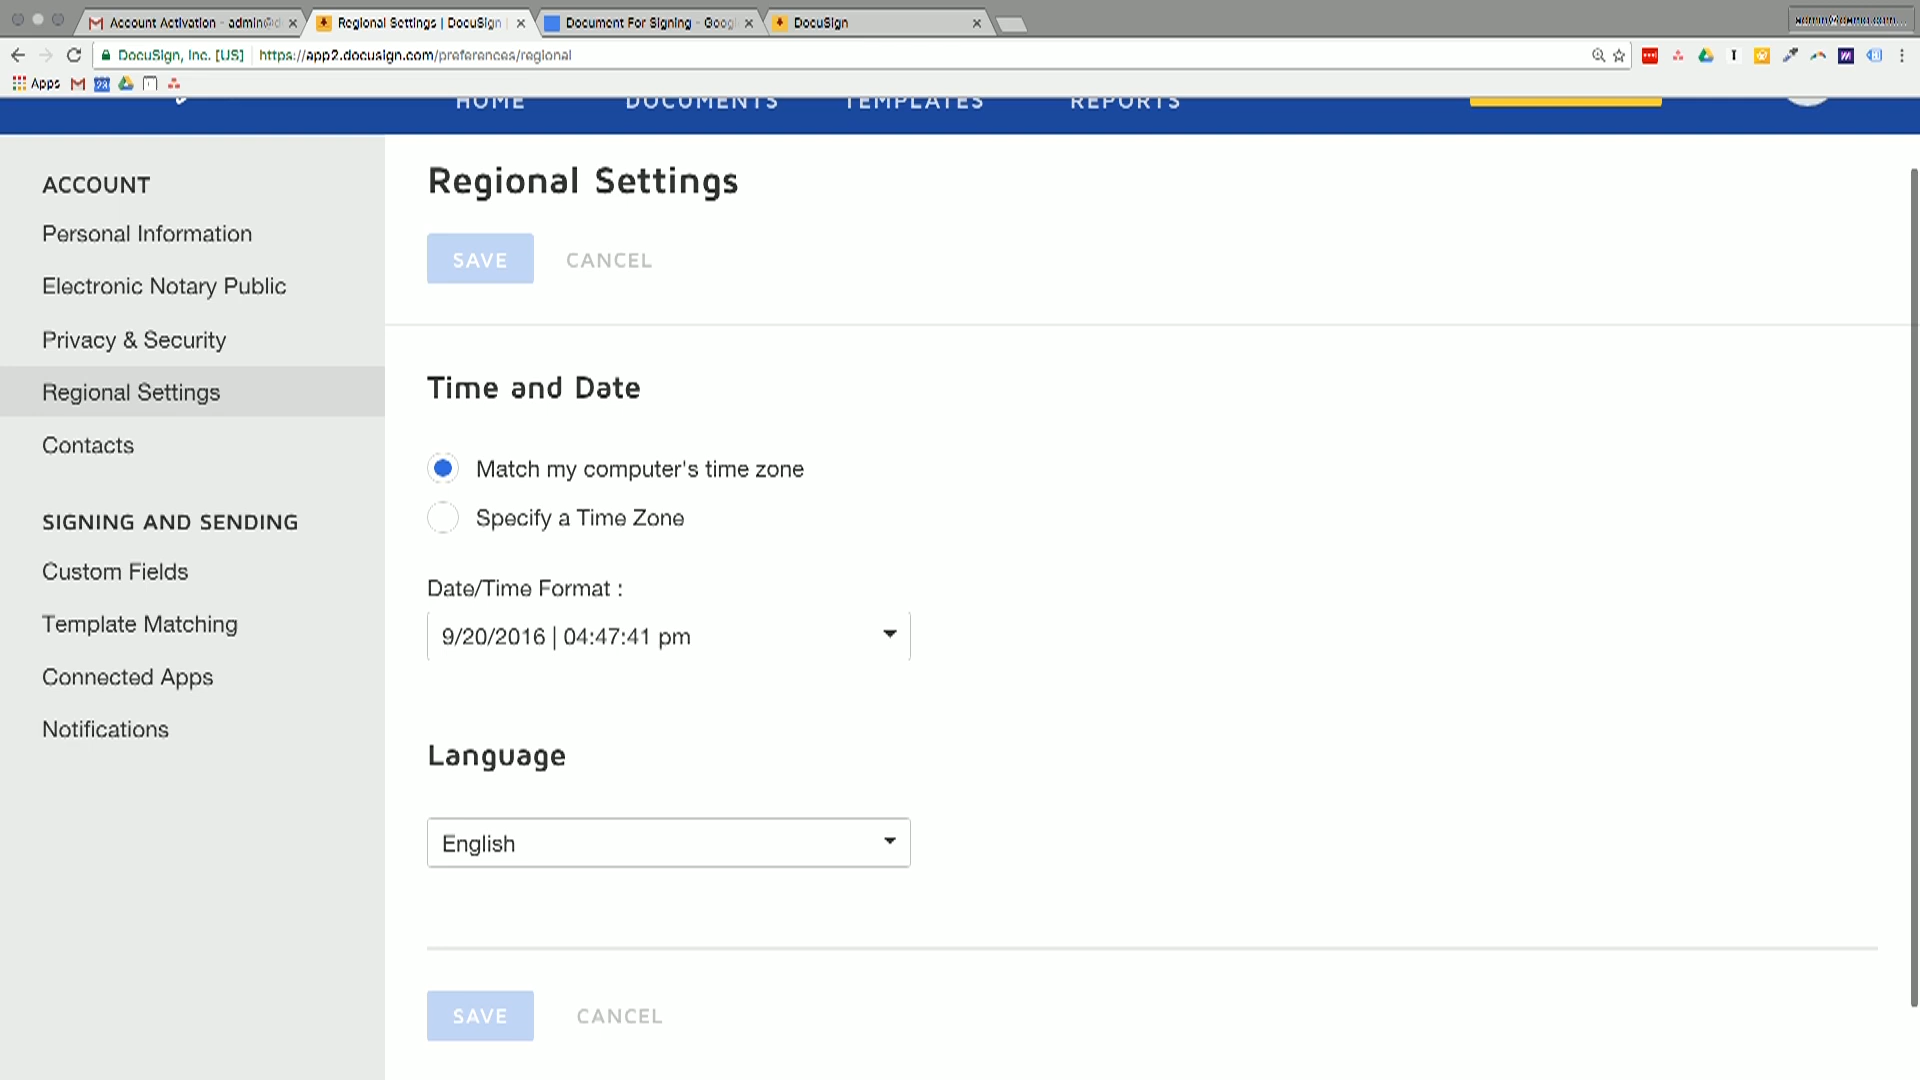 Account Activation - admin@d
Regional Settings | DocuSign
Document For Signing - Googl
DocuSign
DocuSign, Inc. [US]
https://app2.docusign.com/preferences/regional
Apps
HOME
DOCUMENTS
TEMPLATES
REPORTS
ACCOUNT
Personal Information
Electronic Notary Public
Privacy & Security
Regional Settings
Contacts
SIGNING AND SENDING
Custom Fields
Template Matching
Connected Apps
Notifications
Regional Settings
SAVE
CANCEL
Time and Date
Match my computer's time zone
Specify a Time Zone
Date/Time Format :
9/20/2016 | 04:47:41 pm
Language
English
SAVE
CANCEL